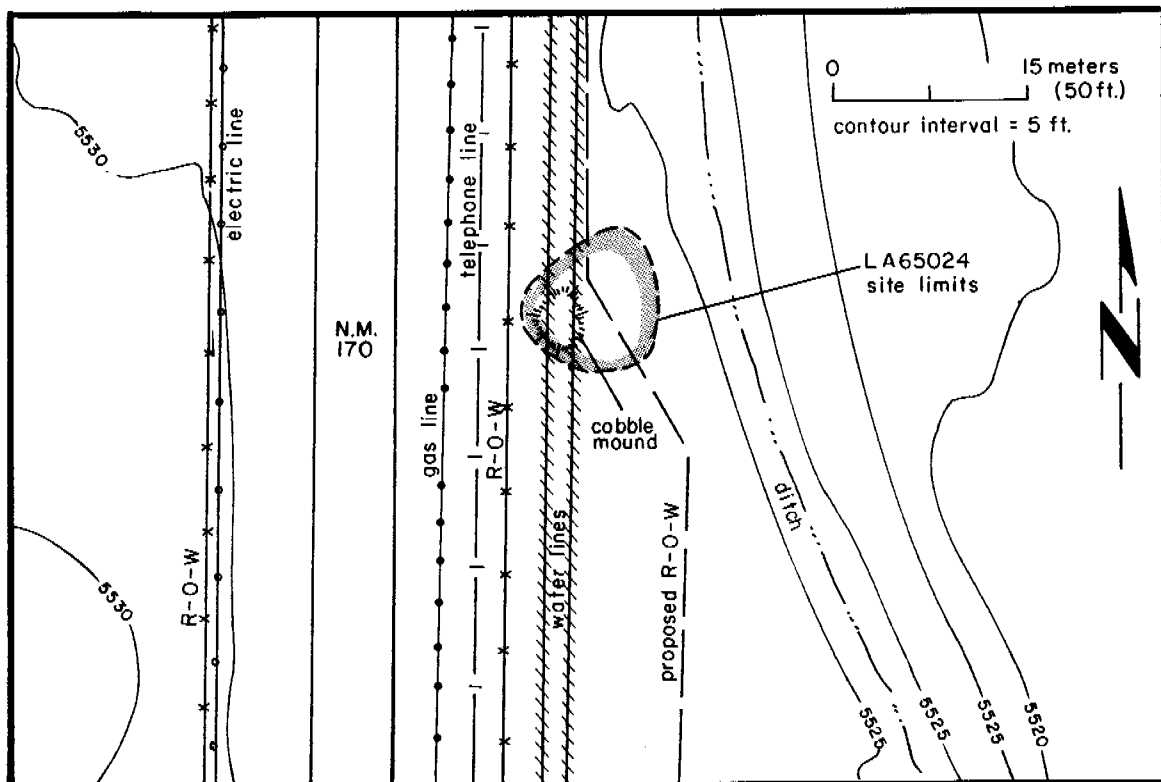 0 15 meters
(50 ft.)
contour interval = 5 ft.
5530
electric line
telephone line
LA65024
site limits
N.M.
170
gas line
R-O-W
cobble
mound
ditch
R-O-W
water lines
proposed R-O-W
5530
5525
5525
5525
5520
N